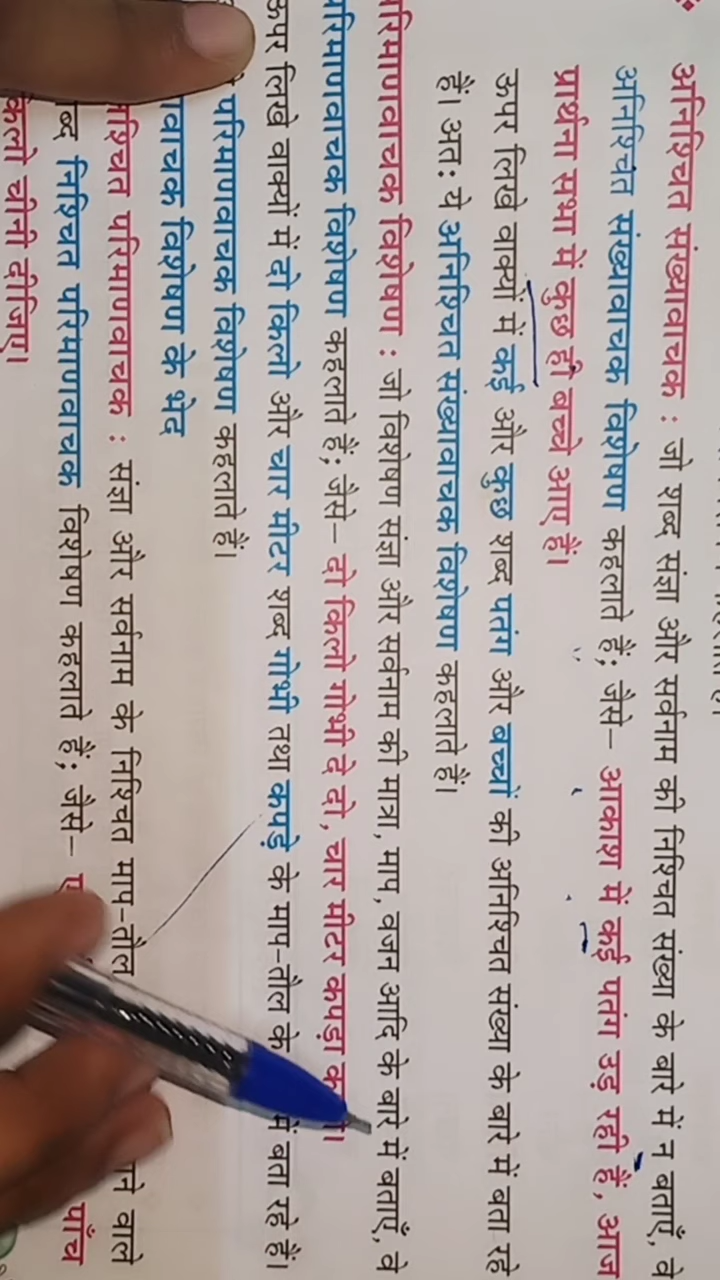 अनिश्चित संख्यावाचक : जो शब्द संज्ञा और सर्वनाम की निश्चित संख्या के बारे में न बताएँ, वे
अनिश्चित संख्यावाचक विशेषण कहलाते हैं; जैसे– आकाश में कई पतंग उड़ रही हैं, आज
प्रार्थना सभा में कुछ ही बच्चे आए हैं।
ऊपर लिखे वाक्यों में कई और कुछ शब्द पतंग और बच्चों की अनिश्चित संख्या के बारे में बता रहे
हैं। अतः ये अनिश्चित संख्यावाचक विशेषण कहलाते हैं।
परिमाणवाचक विशेषण : जो विशेषण संज्ञा और सर्वनाम की मात्रा, माप, वजन आदि के बारे में बताएँ, वे
परिमाणवाचक विशेषण कहलाते हैं; जैसे– दो किलो गोभी दे दो, चार मीटर कपड़ा
ऊपर लिखे वाक्यों में दो किलो और चार मीटर शब्द गोभी तथा कपड़े के माप-तौल के में बता रहे हैं।
परिमाणवाचक विशेषण कहलाते हैं।
वाचक विशेषण के भेद
निश्चित परिमाणवाचक : संज्ञा और सर्वनाम के निश्चित माप-तौल वाले
शब्द निश्चित परिमाणवाचक विशेषण कहलाते हैं; जैसे– पाँच
किलो चीनी दीजिए।